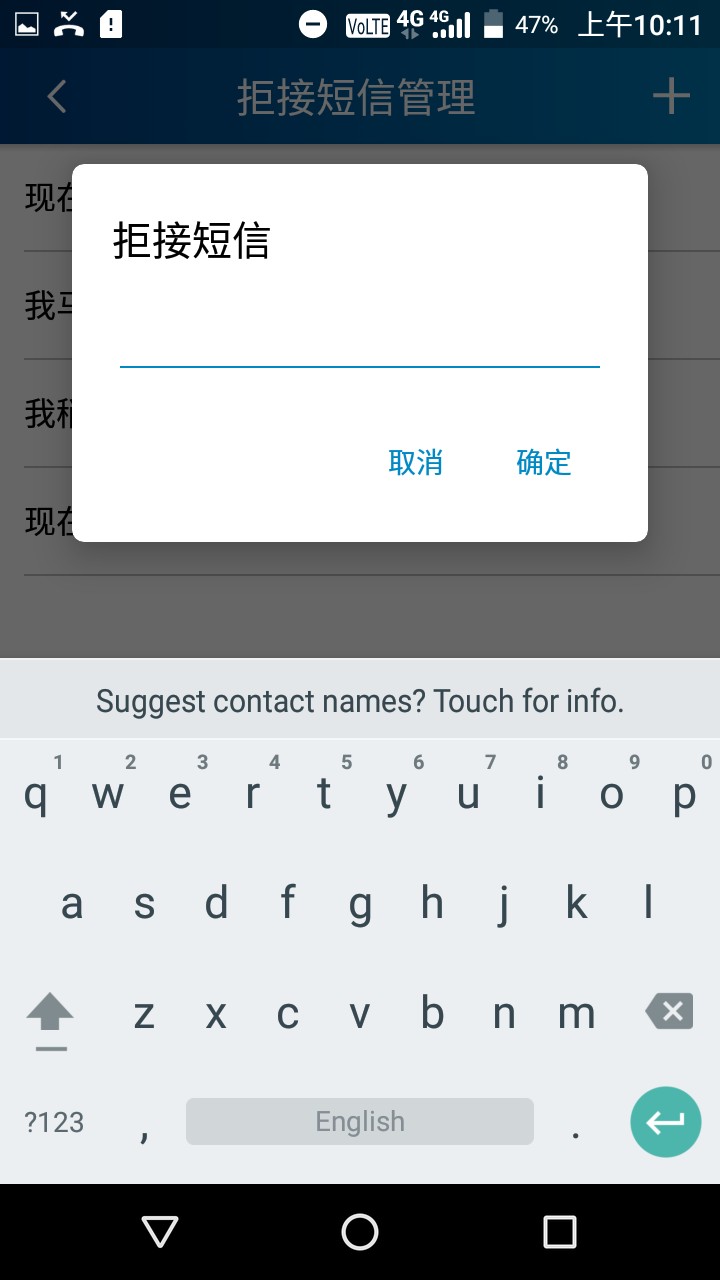 VoLTE 4G 4G 47% 上午10:11
拒接短信管理
现在
我马
我稍
现在
拒接短信
取消 确定
Suggest contact names? Touch for info.
1 2 3 4 5 6 7 8 9 0
q w e r t y u i o p
a s d f g h j k l
z x c v b n m
?123 , English .